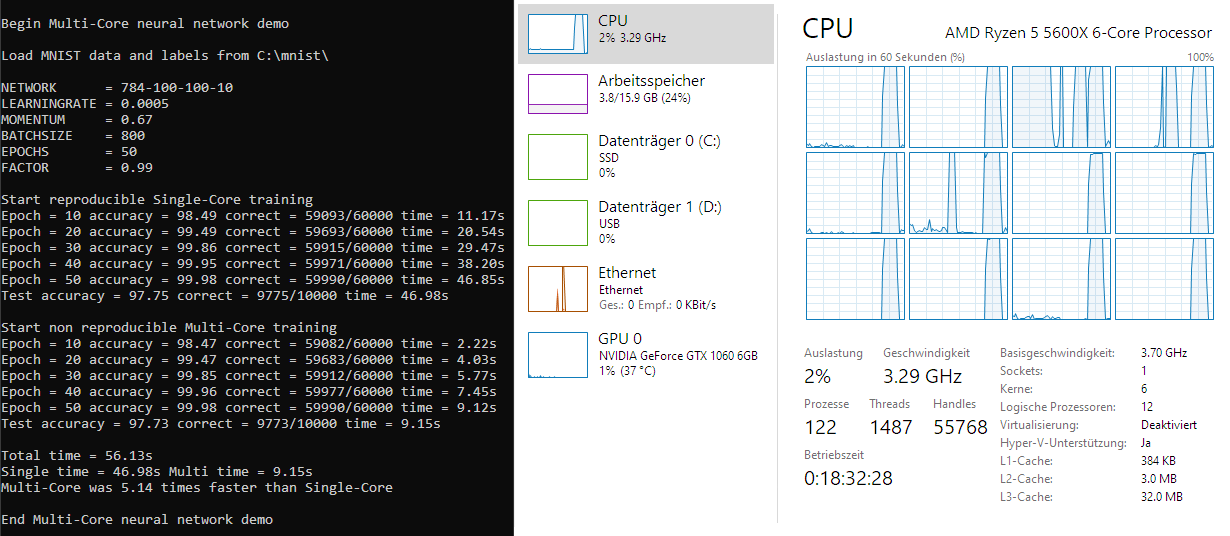 Begin Multi-Core neural network demo
Load MNIST data and labels from C:\mnist\
NETWORK = 784-100-100-10
LEARNINGRATE = 0.0005
MOMENTUM = 0.67
BATCHSIZE = 800
EPOCHS = 50
FACTOR = 0.99
Start reproducible Single-Core training
Epoch = 10 accuracy = 98.49 correct = 59093/60000 time = 11.17s
Epoch = 20 accuracy = 99.49 correct = 59693/60000 time = 20.54s
Epoch = 30 accuracy = 99.86 correct = 59915/60000 time = 29.47s
Epoch = 40 accuracy = 99.95 correct = 59971/60000 time = 38.20s
Epoch = 50 accuracy = 99.98 correct = 59990/60000 time = 46.85s
Test accuracy = 97.75 correct = 9775/10000 time = 46.98s
Start non reproducible Multi-Core training
Epoch = 10 accuracy = 98.47 correct = 59082/60000 time = 2.22s
Epoch = 20 accuracy = 99.47 correct = 59683/60000 time = 4.03s
Epoch = 30 accuracy = 99.85 correct = 59912/60000 time = 5.77s
Epoch = 40 accuracy = 99.96 correct = 59977/60000 time = 7.45s
Epoch = 50 accuracy = 99.98 correct = 59990/60000 time = 9.12s
Test accuracy = 97.73 correct = 9773/10000 time = 9.15s
Total time = 56.13s
Single time = 46.98s Multi time = 9.15s
Multi-Core was 5.14 times faster than Single-Core
End Multi-Core neural network demo
CPU
2% 3.29 GHz
Arbeitsspeicher
3.8/15.9 GB (24%)
Datenträger 0 (C:)
SSD
0%
Datenträger 1 (D:)
USB
0%
Ethernet
Ethernet
Ges.: 0 Empf.: 0 KBit/s
GPU 0
NVIDIA GeForce GTX 1060 6GB
1% (37 °C)
CPU AMD Ryzen 5 5600X 6-Core Processor
Auslastung in 60 Sekunden (%) 100%
Auslastung Geschwindigkeit
2% 3.29 GHz
Prozesse Threads Handles
122 1487 55768
Betriebszeit
0:18:32:28
Basisgeschwindigkeit: 3.70 GHz
Sockets: 1
Kerne: 6
Logische Prozessoren: 12
Virtualisierung: Deaktiviert
Hyper-V-Unterstützung: Ja
L1-Cache: 384 KB
L2-Cache: 3.0 MB
L3-Cache: 32.0 MB